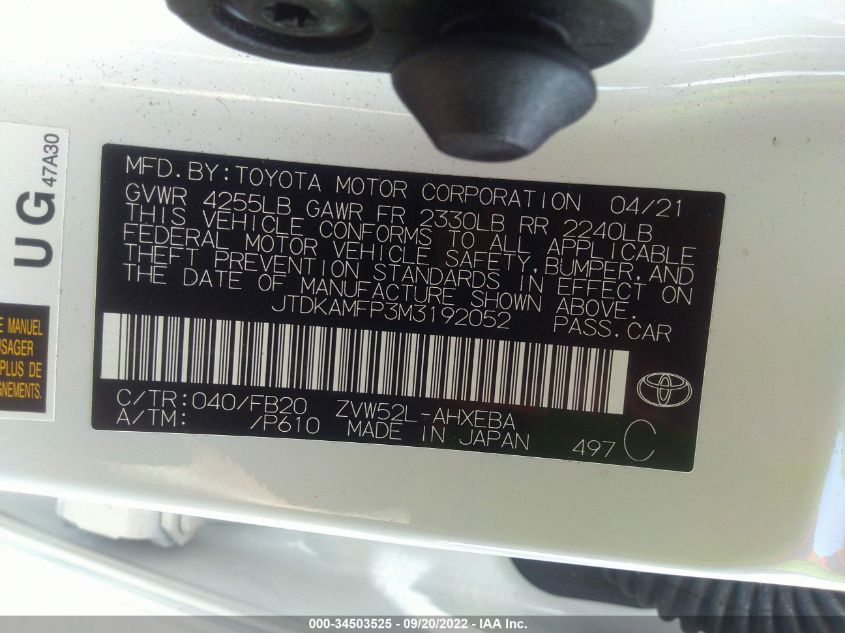 UG
47A30
MFD.BY:TOYOTA MOTOR CORPORATION 04/21
GVWR 4255LB GAWR FR 2330LB RR 2240LB
THIS VEHICLE CONFORMS TO ALL APPLICABLE
FEDERAL MOTOR VEHICLE SAFETY,BUMPER,AND
THEFT PREVENTION STANDARDS IN EFFECT ON
THE DATE OF MANUFACTURE SHOWN ABOVE.
JTDKAMFP3M3192052 PASS.CAR
C/TR:040/FB20 ZVW52L-AHXEBA
A/TM: /P610 MADE IN JAPAN 497 C
MANUEL
PLUS DE
000-34503525 - 09/20/2022 - IAA Inc.